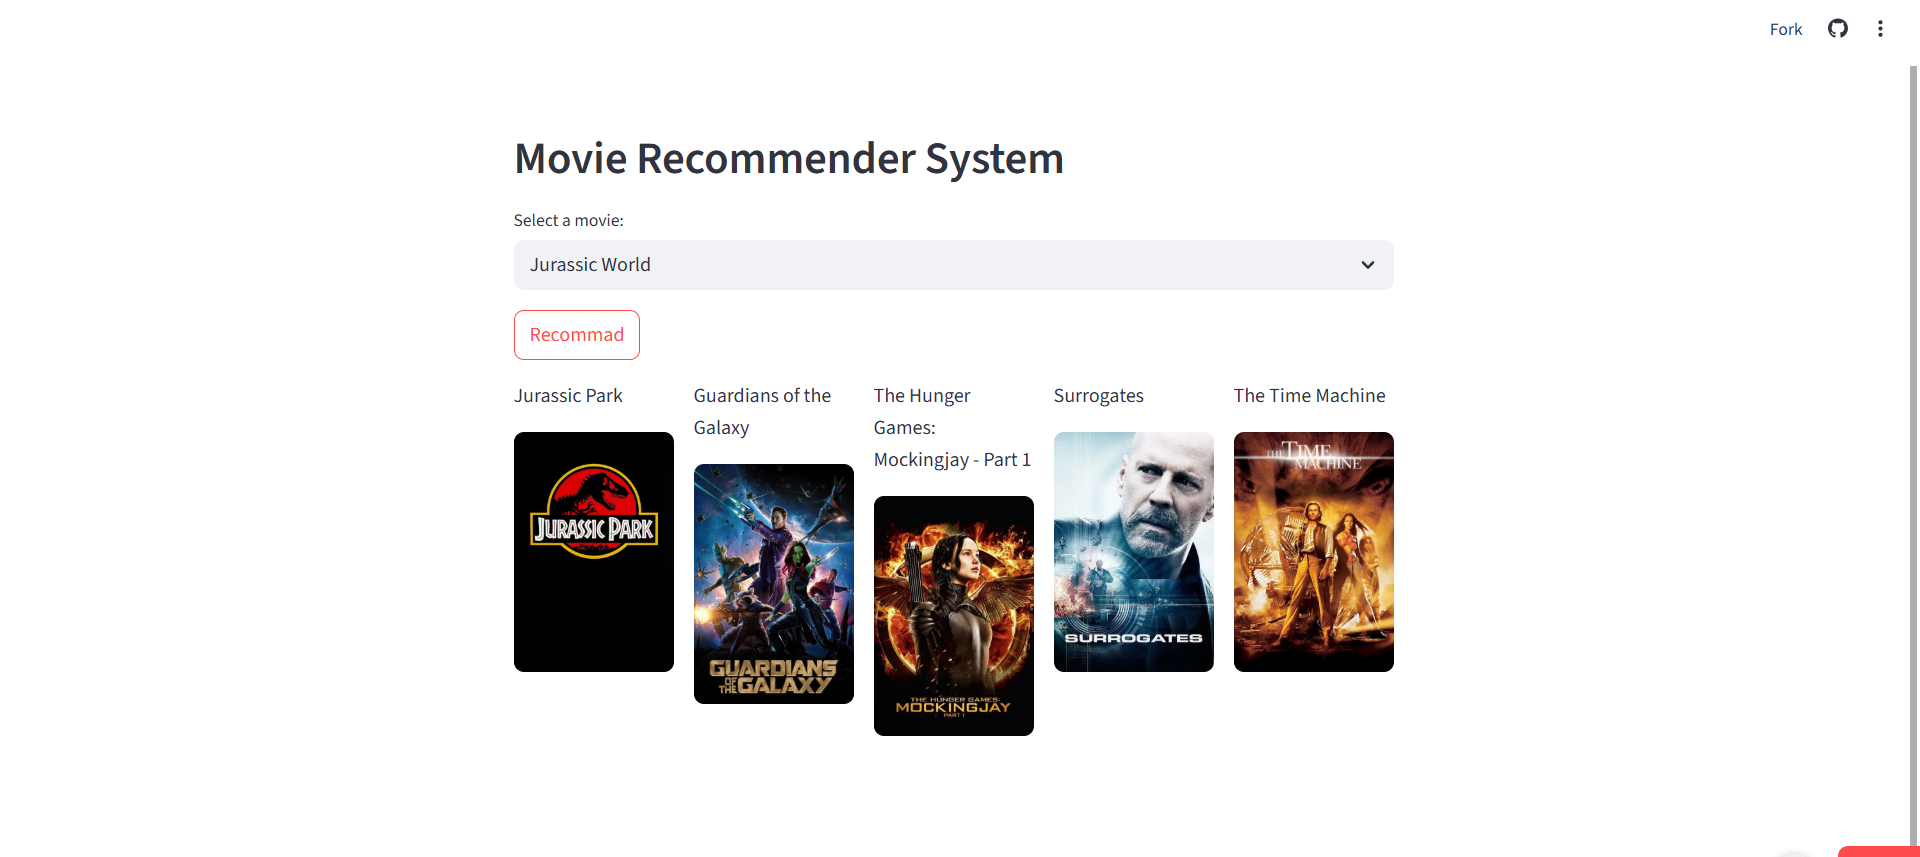 Fork
Movie Recommender System
Select a movie:
Jurassic World
Recommad
Jurassic Park
Guardians of the
Galaxy
The Hunger
Games:
Mockingjay - Part 1
Surrogates
The Time Machine
JURASSIC PARK
GUARDIANS
OF THE GALAXY
THE HUNGER GAMES
MOCKINGJAY
PART 1
SURROGATES
THE TIME
MACHINE